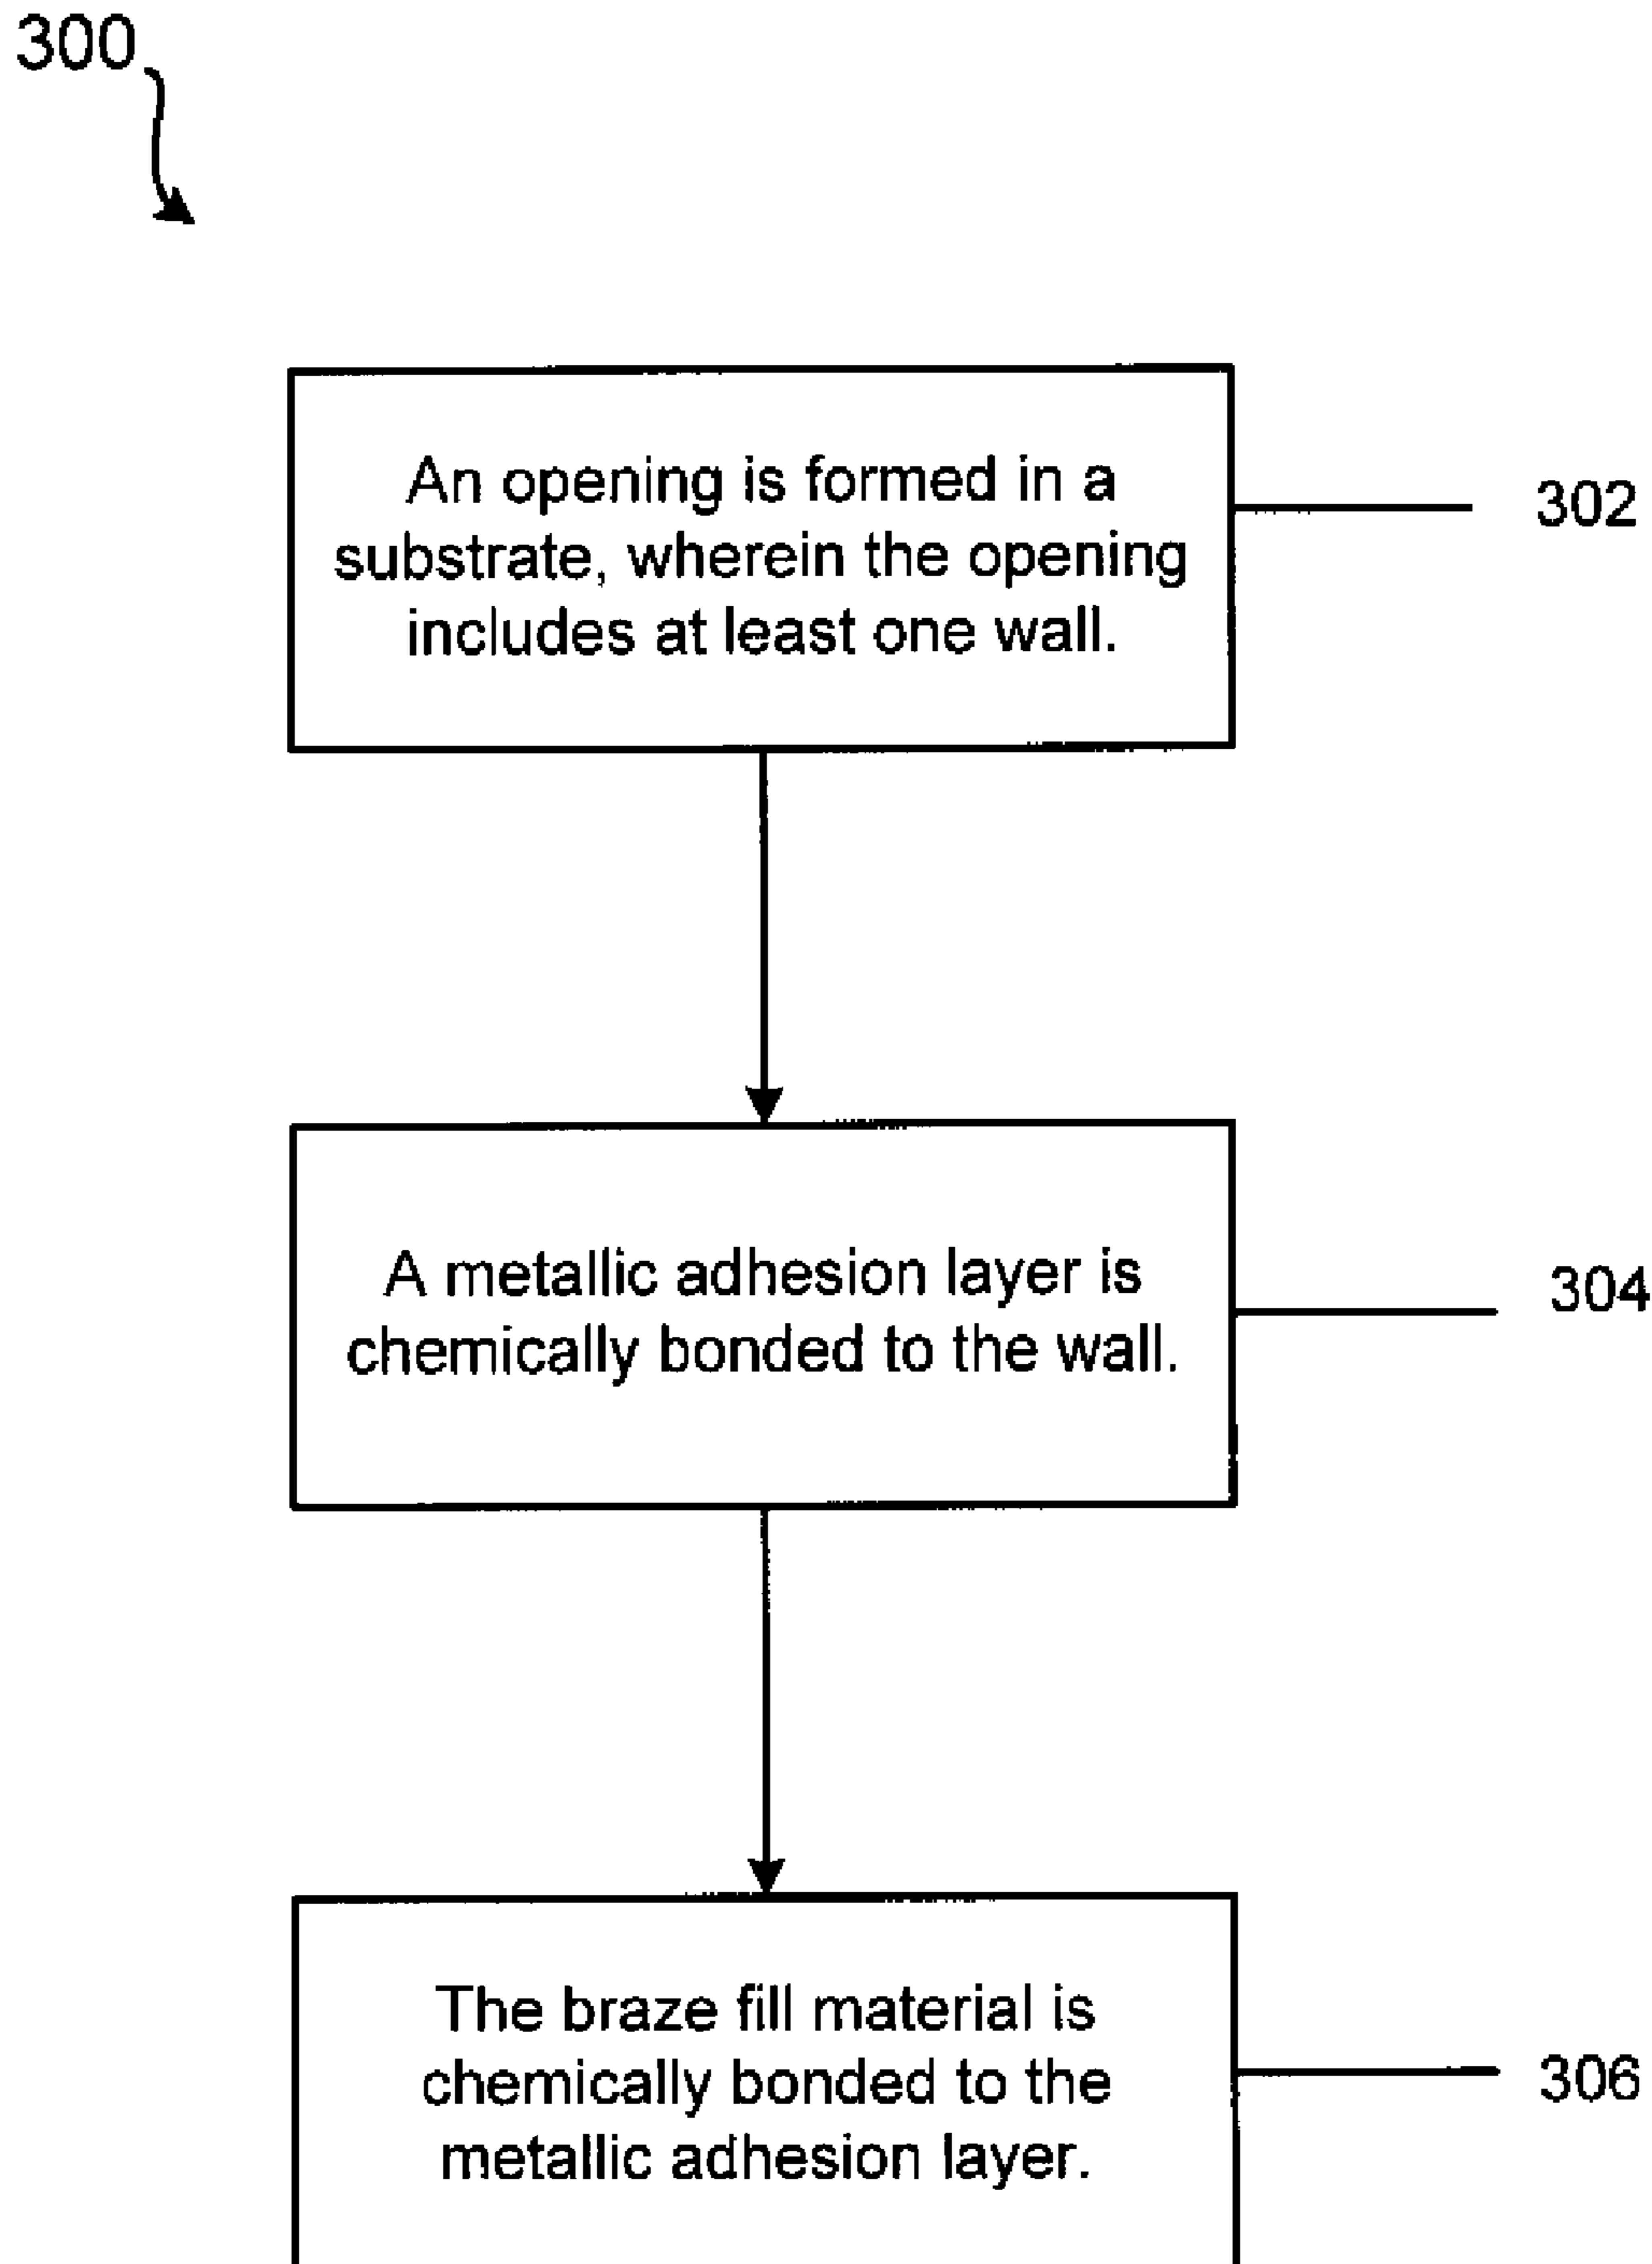 300
An opening is formed in a
substrate, wherein the opening
includes at least one wall.
302
A metallic adhesion layer is
chemically bonded to the wall.
304
The braze fill material is
chemically bonded to the
metallic adhesion layer.
306